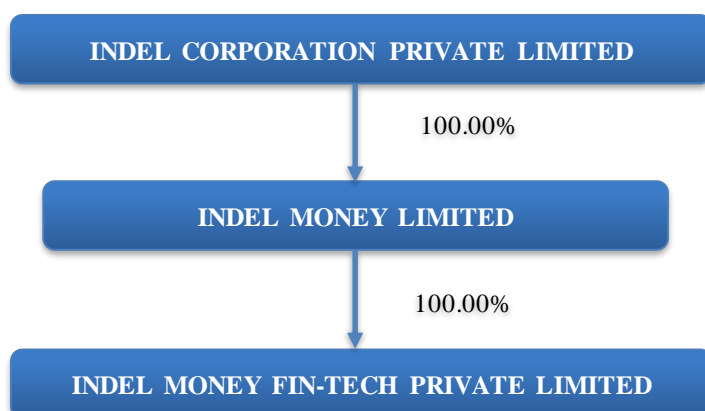 INDEL CORPORATION PRIVATE LIMITED
100.00%
INDEL MONEY LIMITED
100.00%
INDEL MONEY FIN-TECH PRIVATE LIMITED